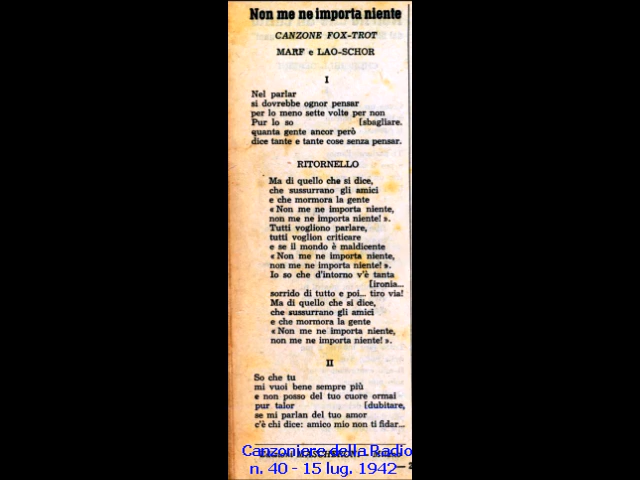 Non me ne importa niente
CANZONE FOX-TROT
MARF e LAO-SCHOR
I
Nel parlar
si dovrebbe ognor pensar
per lo meno sette volte per non
Pur lo so [sbagliare.
quanta gente ancor però
dice tante e tante cose senza pensar.
RITORNELLO
Ma di quello che si dice,
che sussurrano gli amici
e che mormora la gente
« Non me ne importa niente,
non me ne importa niente! ».
Tutti vogliono parlare,
tutti voglion criticare
e se il mondo è maldicente
« Non me ne importa niente,
non me ne importa niente! ».
Io so che d'intorno v'è tanta
[ironia...
sorrido di tutto e poi... tiro via!
Ma di quello che si dice,
che sussurrano gli amici
e che mormora la gente
« Non me ne importa niente,
non me ne importa niente! ».
II
So che tu
mi vuoi bene sempre più
e non posso del tuo cuore ormai
pur talor [dubitare,
se mi parlan del tuo amor
c'è chi dice: amico mio non ti fidar...
MASCHERONI
Canzoniere della Radio
n. 40 - 15 lug. 1942